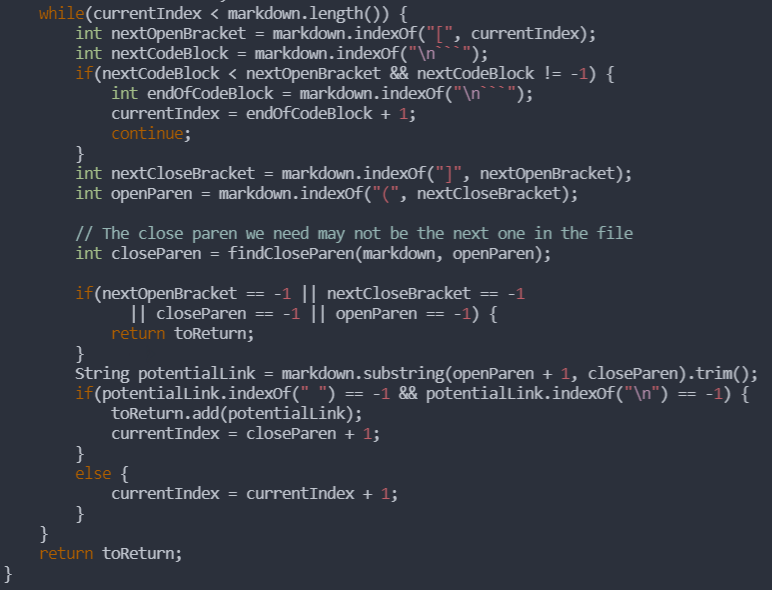 while(currentIndex < markdown.length()) {
int nextOpenBracket = markdown.indexOf("[", currentIndex);
int nextCodeBlock = markdown.indexOf("\n```");
if(nextCodeBlock < nextOpenBracket && nextCodeBlock != -1) {
int endOfCodeBlock = markdown.indexOf("\n```");
currentIndex = endOfCodeBlock + 1;
continue;
}
int nextCloseBracket = markdown.indexOf("]", nextOpenBracket);
int openParen = markdown.indexOf("(", nextCloseBracket);
// The close paren we need may not be the next one in the file
int closeParen = findCloseParen(markdown, openParen);
if(nextOpenBracket == -1 || nextCloseBracket == -1
|| closeParen == -1 || openParen == -1) {
return toReturn;
}
String potentialLink = markdown.substring(openParen + 1, closeParen).trim();
if(potentialLink.indexOf(" ") == -1 && potentialLink.indexOf("\n") == -1) {
toReturn.add(potentialLink);
currentIndex = closeParen + 1;
}
else {
currentIndex = currentIndex + 1;
}
}
return toReturn;
}